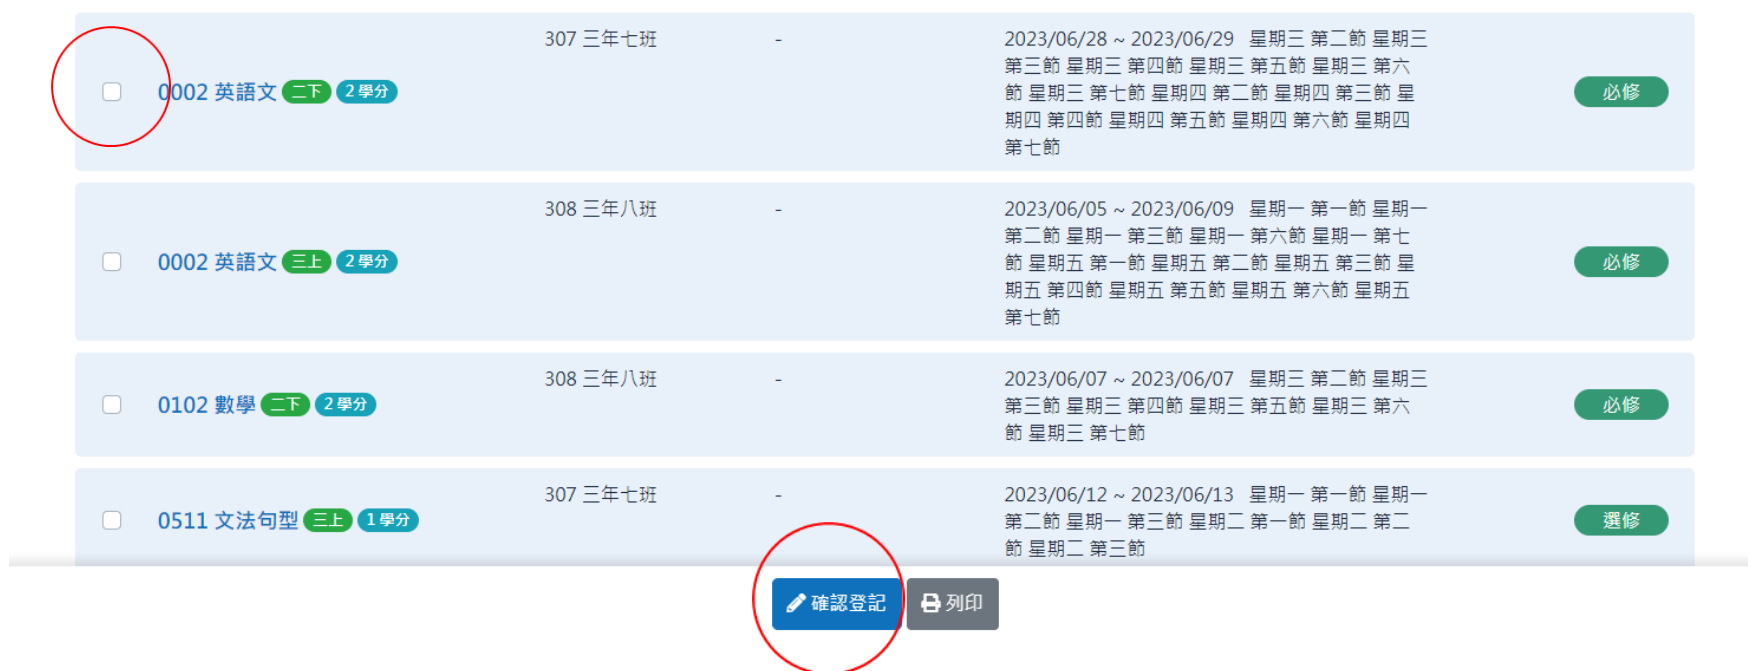 307 三年七班 - 2023/06/28 ~ 2023/06/29 星期三 第二節 星期三
第三節 星期三 第四節 星期三 第五節 星期三 第六
0002 英語文 二下 2 學分 節 星期三 第七節 星期四 第二節 星期四 第三節 星 必修
期四 第四節 星期四 第五節 星期四 第六節 星期四
第七節
308 三年八班 - 2023/06/05 ~ 2023/06/09 星期一 第一節 星期一
第二節 星期一 第三節 星期一 第六節 星期一 第七
0002 英語文 三上 2 學分 節 星期五 第一節 星期五 第二節 星期五 第三節 星 必修
期五 第四節 星期五 第五節 星期五 第六節 星期五
第七節
308 三年八班 - 2023/06/07 ~ 2023/06/07 星期三 第二節 星期三
0102 數學 二下 2 學分 第三節 星期三 第四節 星期三 第五節 星期三 第六 必修
節 星期三 第七節
307 三年七班 - 2023/06/12 ~ 2023/06/13 星期一 第一節 星期一
0511 文法句型 三上 1 學分 第二節 星期一 第三節 星期二 第一節 星期二 第二 選修
節 星期二 第三節
確認登記 列印